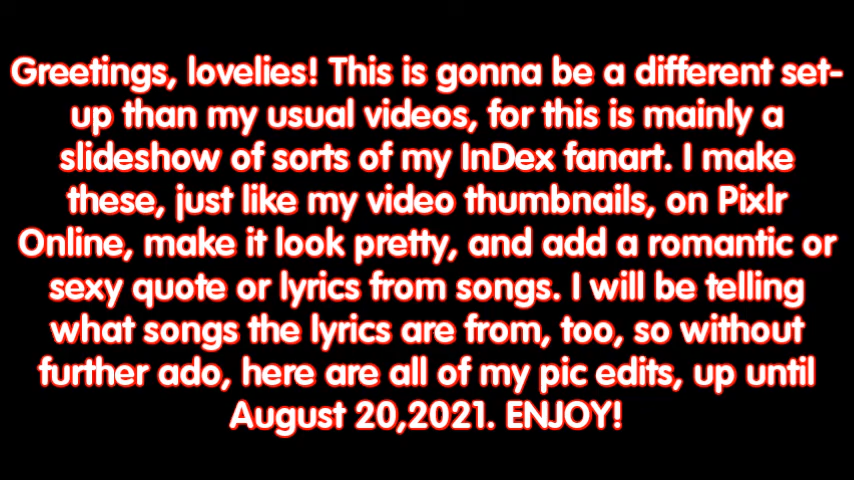 Greetings, lovelies! This is gonna be a different set-
up than my usual videos, for this is mainly a
slideshow of sorts of my InDex fanart. I make
these, just like my video thumbnails, on Pixlr
Online, make it look pretty, and add a romantic or
sexy quote or lyrics from songs. I will be telling
what songs the lyrics are from, too, so without
further ado, here are all of my pic edits, up until
August 20,2021. ENJOY!